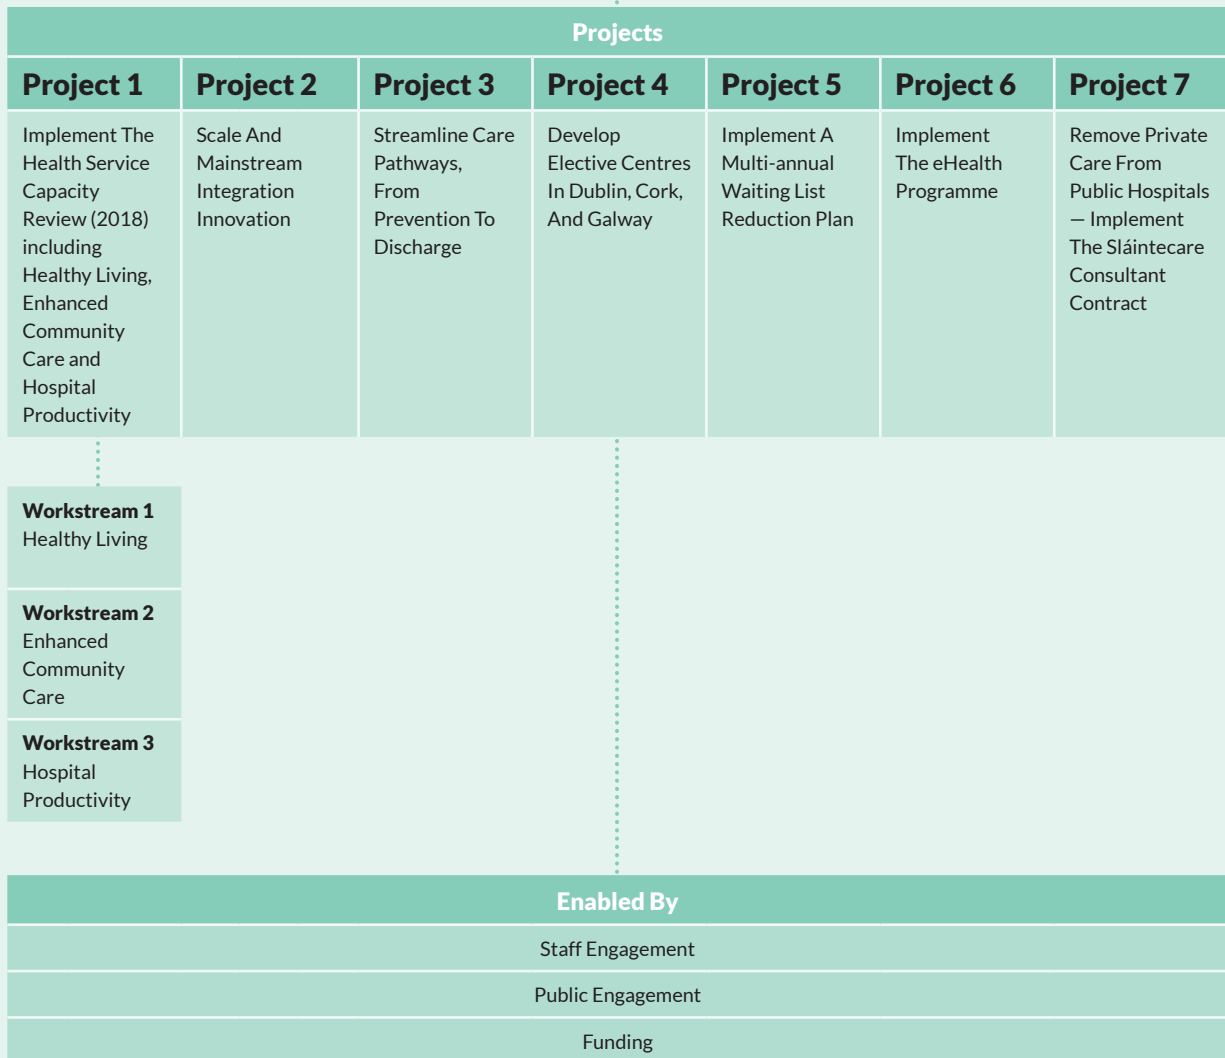 Projects
Project 1
Implement The
Health Service
Capacity
Review (2018)
including
Healthy Living,
Enhanced
Community
Care and
Hospital
Productivity
Project 2
Scale And
Mainstream
Integration
Innovation
Project 3
Streamline Care
Pathways,
From
Prevention To
Discharge
Project 4
Develop
Elective Centres
In Dublin, Cork,
And Galway
Project 5
Implement A
Multi-annual
Waiting List
Reduction Plan
Project 6
Implement
The eHealth
Programme
Project 7
Remove Private
Care From
Public Hospitals
— Implement
The Sláintecare
Consultant
Contract
Workstream 1
Healthy Living
Workstream 2
Enhanced
Community
Care
Workstream 3
Hospital
Productivity
Enabled By
Staff Engagement
Public Engagement
Funding